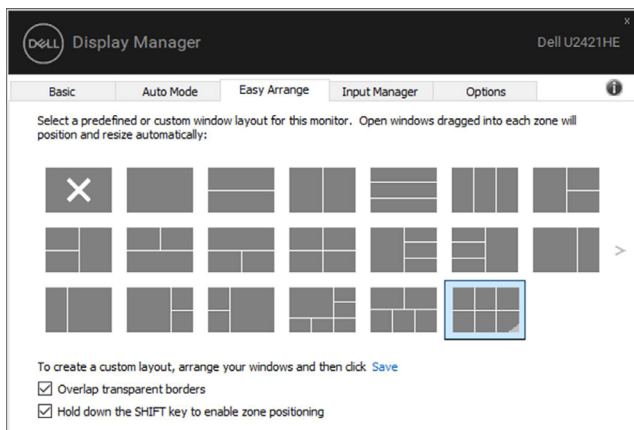 x
DELL Display Manager
Dell U2421HE
Basic Auto Mode Easy Arrange Input Manager Options
Select a predefined or custom window layout for this monitor. Open windows dragged into each zone will
position and resize automatically:
To create a custom layout, arrange your windows and then click Save
Overlap transparent borders
Hold down the SHIFT key to enable zone positioning